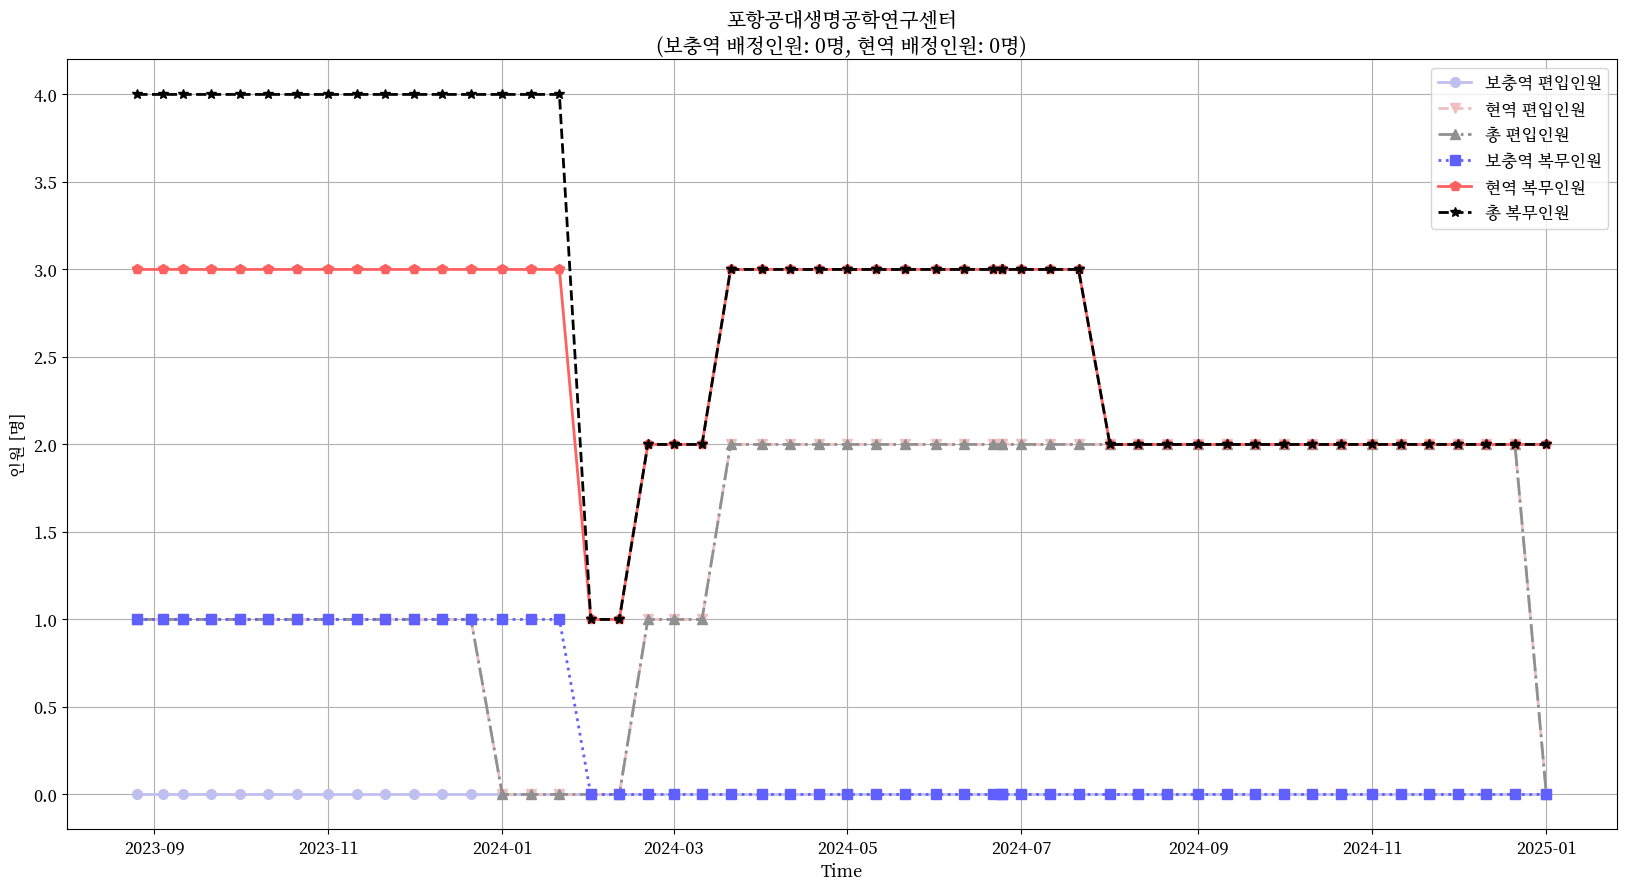 포항공대생명공학연구센터
(보충역 배정인원: 0명, 현역 배정인원: 0명)
보충역 편입인원
현역 편입인원
총 편입인원
보충역 복무인원
현역 복무인원
총 복무인원
인원 [명]
4.0
3.5
3.0
2.5
2.0
1.5
1.0
0.5
0.0
2023-09
2023-11
2024-01
2024-03
2024-05
2024-07
2024-09
2024-11
2025-01
Time